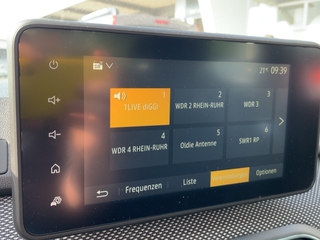 21° 09:39
1
1LIVE diGGi
2
WDR 2 RHEIN-RUHR
3
WDR 3
4
WDR 4 RHEIN-RUHR
5
Oldie Antenne
6
SWR1 RP
Frequenzen Liste Optionen